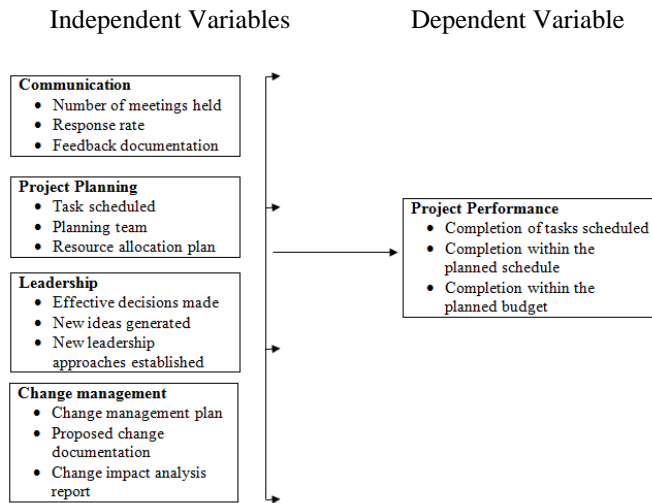 Independent Variables
Dependent Variable
Communication
• Number of meetings held
• Response rate
• Feedback documentation
Project Planning
• Task scheduled
• Planning team
• Resource allocation plan
Leadership
• Effective decisions made
• New ideas generated
• New leadership
approaches established
Change management
• Change management plan
• Proposed change
documentation
• Change impact analysis
report
Project Performance
• Completion of tasks scheduled
• Completion within the
planned schedule
• Completion within the
planned budget